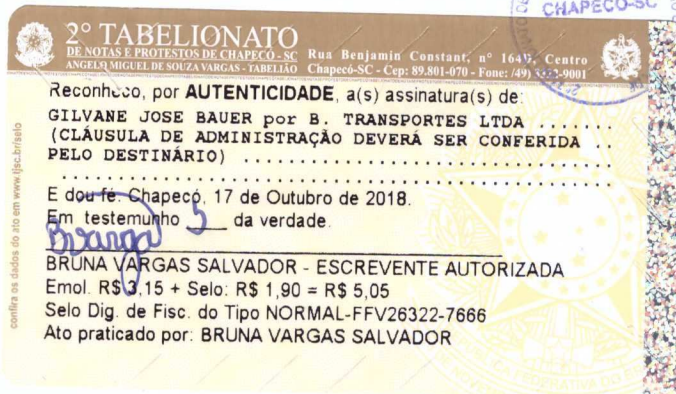 CHAPECÓ-SC
2º TABELIONATO
DE NOTAS E PROTESTOS DE CHAPECÓ - SC
ANGELO MIGUEL DE SOUZA VARGAS - TABELIÃO
Rua Benjamin Constant, nº Centro
Chapecó-SC - Cep: 89.801-070 - Fone: (49)
Reconheço, por AUTENTICIDADE, a(s) assinatura(s) de:
GILVANE JOSE BAUER por B. TRANSPORTES LTDA .......
(CLÁUSULA DE ADMINISTRAÇÃO DEVERÁ SER CONFERIDA ..
PELO DESTINÁRIO) .................................
E dou fé. Chapecó, 17 de Outubro de 2018.
Em testemunho ____ da verdade.
BRUNA VARGAS SALVADOR - ESCREVENTE AUTORIZADA
Emol. R$ 3,15 + Selo: R$ 1,90 = R$ 5,05
Selo Dig. de Fisc. do Tipo NORMAL-FFV26322-7666
Ato praticado por: BRUNA VARGAS SALVADOR
confira os dados do ato em www.tjsc.br/selo